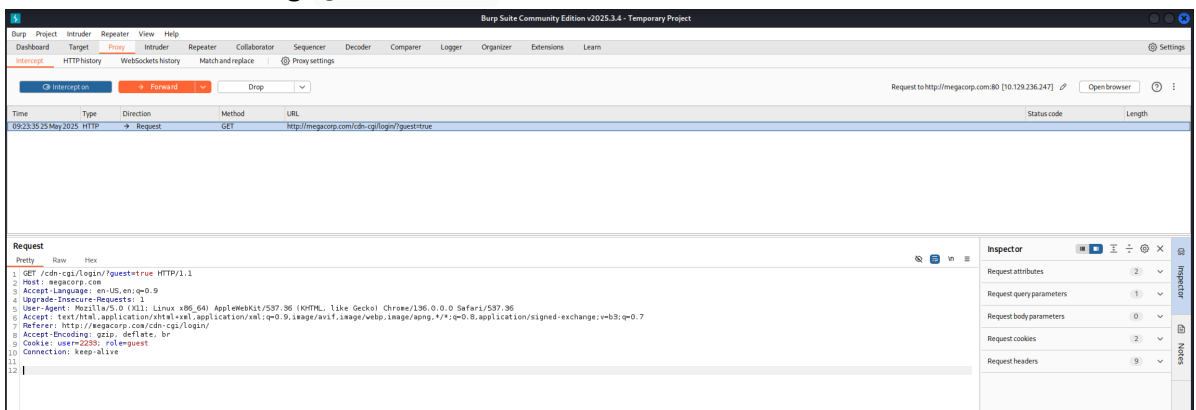 Burp Suite Community Edition v2025.3.4 - Temporary Project
Burp Project Intruder Repeater View Help
Dashboard Target Proxy Intruder Repeater Collaborator Sequencer Decoder Comparer Logger Organizer Extensions Learn Settings
Intercept HTTP history WebSockets history Match and replace Proxy settings
Intercept on → Forward Drop Request to http://megacorp.com:80 [10.129.236.247] Open browser
Time Type Direction Method URL Status code Length
09:23:35 25 May 2025 HTTP → Request GET http://megacorp.com/cdn-cgi/login/?guest=true
Request
Pretty Raw Hex \n
1 GET /cdn-cgi/login/?guest=true HTTP/1.1
2 Host: megacorp.com
3 Accept-Language: en-US,en;q=0.9
4 Upgrade-Insecure-Requests: 1
5 User-Agent: Mozilla/5.0 (X11; Linux x86_64) AppleWebKit/537.36 (KHTML, like Gecko) Chrome/136.0.0.0 Safari/537.36
6 Accept: text/html,application/xhtml+xml,application/xml;q=0.9,image/avif,image/webp,image/apng,*/*;q=0.8,application/signed-exchange;v=b3;q=0.7
7 Referer: http://megacorp.com/cdn-cgi/login/
8 Accept-Encoding: gzip, deflate, br
9 Cookie: user=2233; role=guest
10 Connection: keep-alive
11
12
Inspector
Request attributes 2
Request query parameters 1
Request body parameters 0
Request cookies 2
Request headers 9
Inspector
Notes